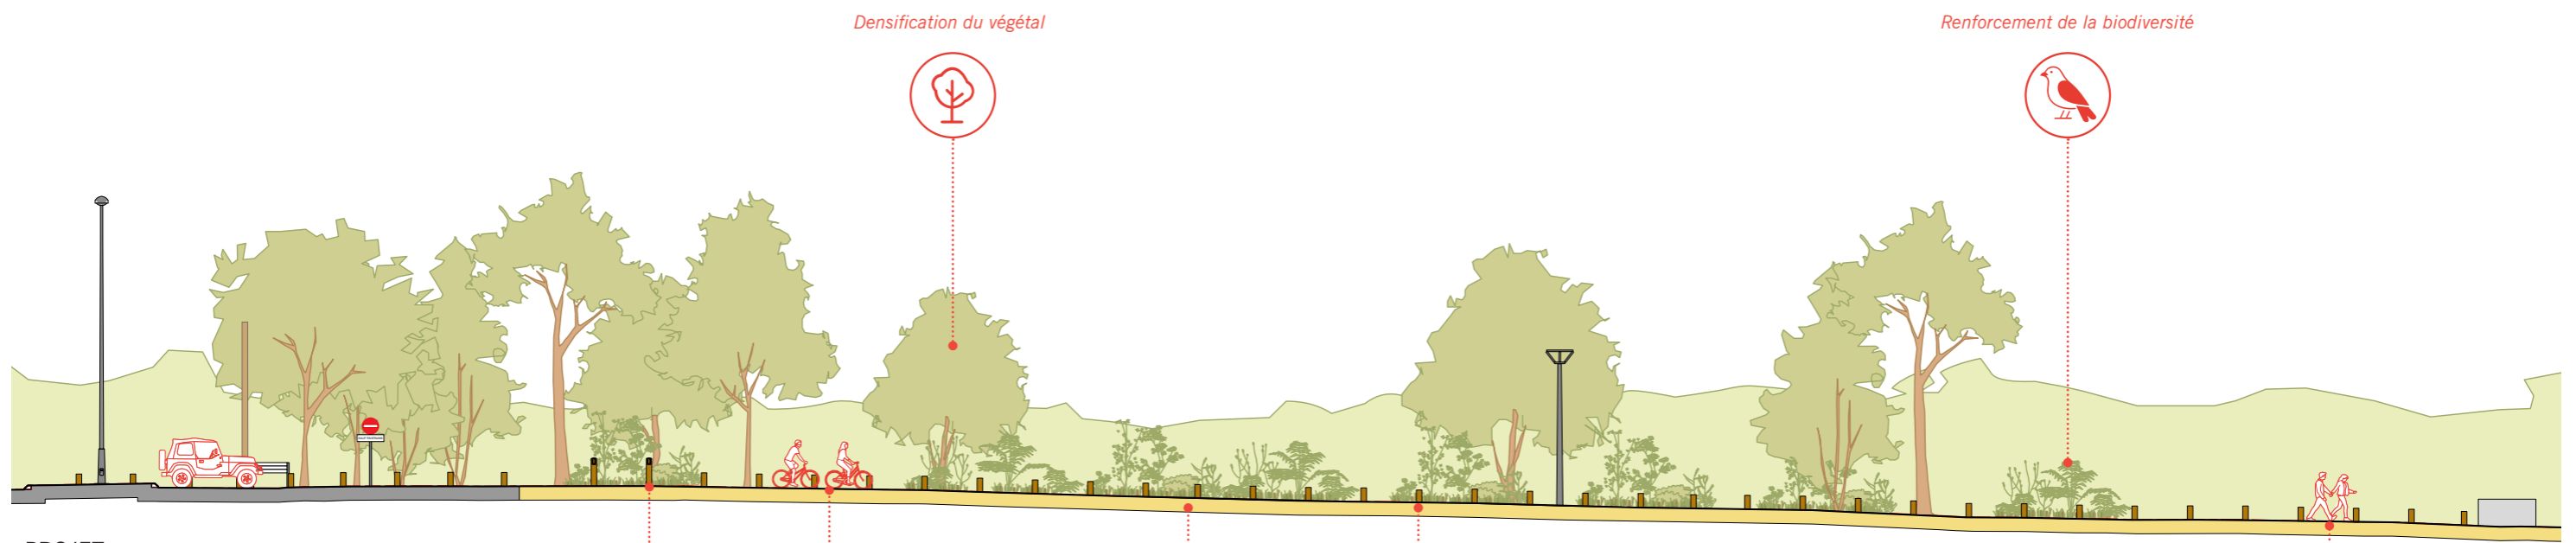 Densification du végétal
Renforcement de la biodiversité